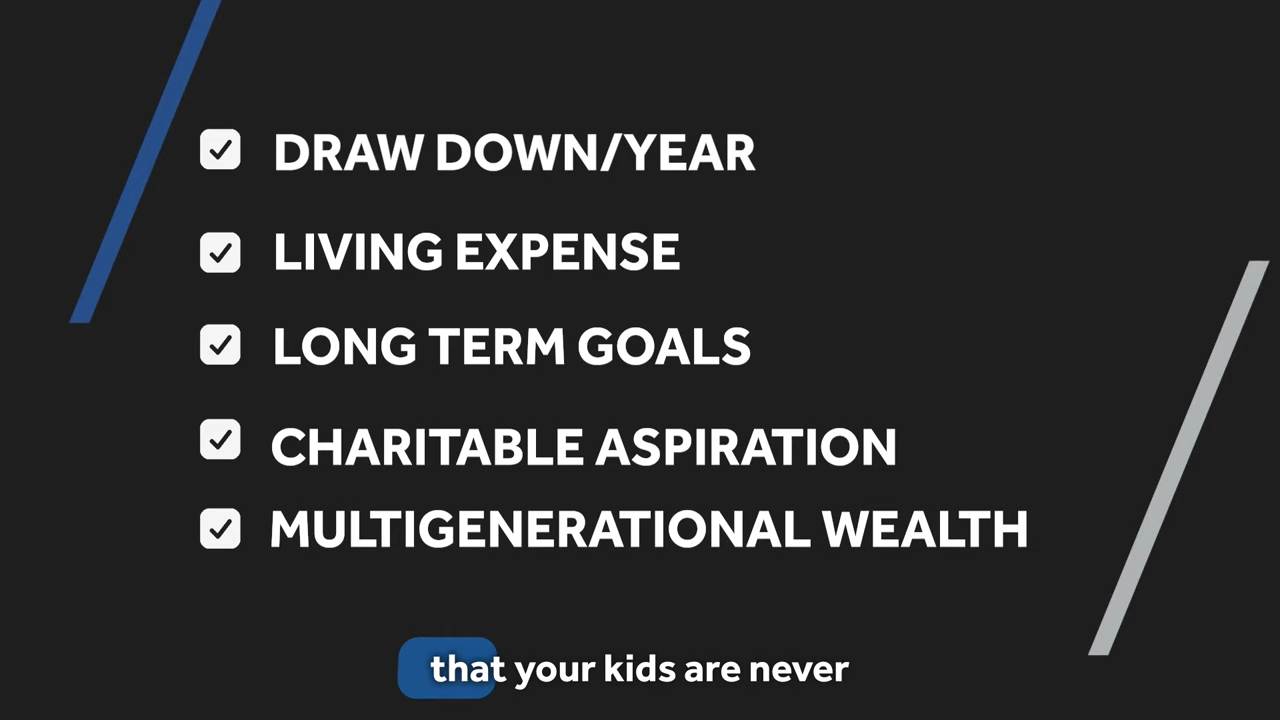 DRAW DOWN/YEAR
LIVING EXPENSE
LONG TERM GOALS
CHARITABLE ASPIRATION
MULTIGENERATIONAL WEALTH
that your kids are never